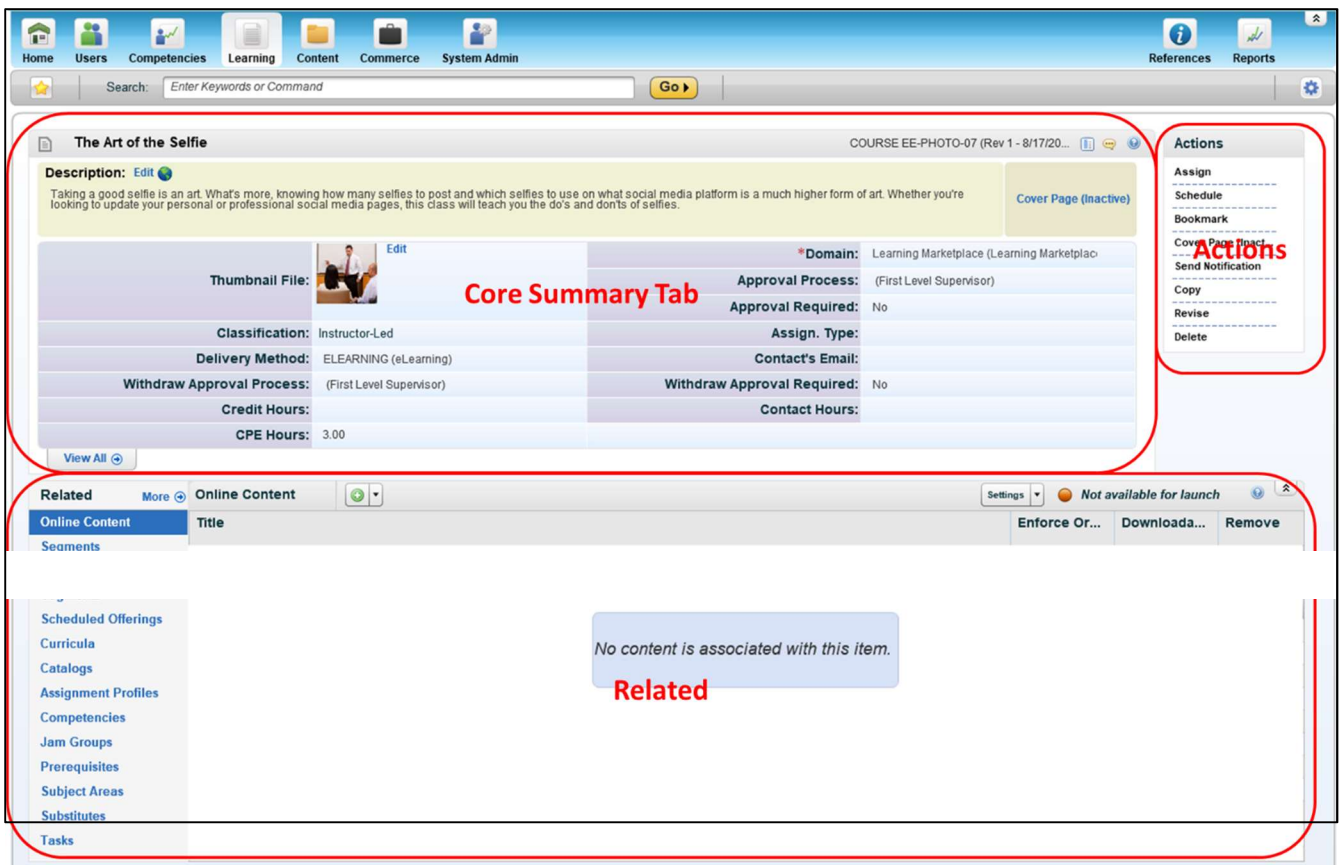 Home Users Competencies Learning Content Commerce System Admin References Reports
Search: Enter Keywords or Command Go
The Art of the Selfie COURSE EE-PHOTO-07 (Rev 1 - 8/17/20...
Description: Edit
Taking a good selfie is an art. What's more, knowing how many selfies to post and which selfies to use on what social media platform is a much higher form of art. Whether you're
looking to update your personal or professional social media pages, this class will teach you the do's and don'ts of selfies.
Cover Page (Inactive)
Thumbnail File: Edit
*Domain: Learning Marketplace (Learning Marketplac
Approval Process: (First Level Supervisor)
Approval Required: No
Core Summary Tab
Classification: Instructor-Led Assign. Type:
Delivery Method: ELEARNING (eLearning) Contact's Email:
Withdraw Approval Process: (First Level Supervisor) Withdraw Approval Required: No
Credit Hours: Contact Hours:
CPE Hours: 3.00
View All
Actions
Assign
Schedule
Bookmark
Cover Page (Inact...
Actions
Send Notification
Copy
Revise
Delete
Related More Online Content Settings Not available for launch
Online Content Title Enforce Or... Downloada... Remove
Segments
Scheduled Offerings
Curricula
Catalogs
Assignment Profiles
Competencies
Jam Groups
Prerequisites
Subject Areas
Substitutes
Tasks
No content is associated with this item.
Related